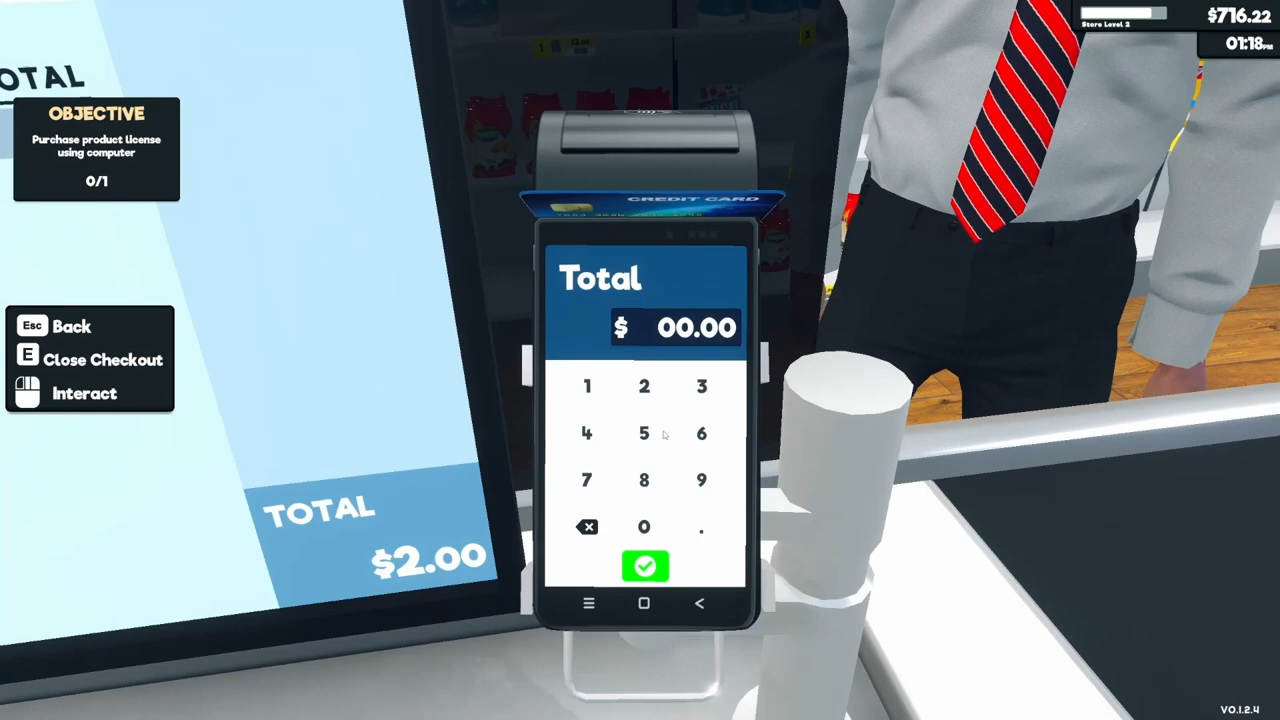 $716.22
Store Level 2
01:18PM
OTAL
OBJECTIVE
Purchase product license
using computer
0/1
Esc Back
E Close Checkout
Interact
CREDIT CARD
Total
$ 00.00
1 2 3
4 5 6
7 8 9
0 .
TOTAL
$2.00
V0.1.2.4